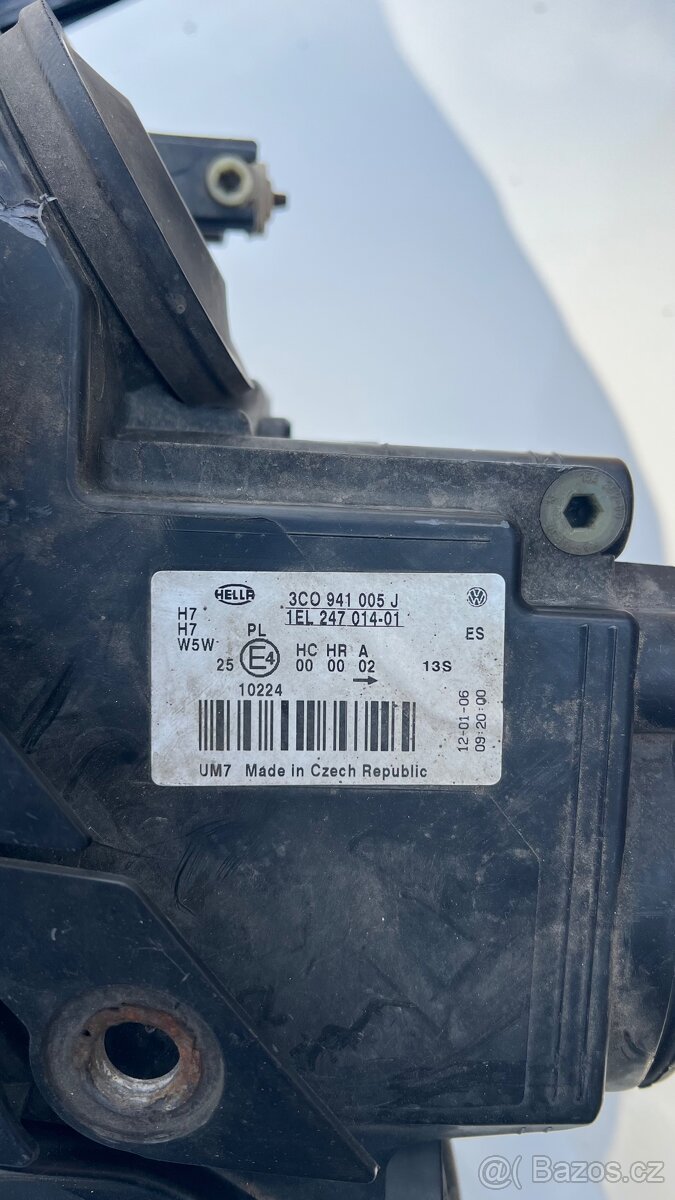 HELLA 3C0 941 005 J
1EL 247 014-01
H7
H7
W5W
PL ES
25 E4 HC HR A
00 00 02 13S
10224
12-01-06
09:20:00
UM7 Made in Czech Republic
© Bazos.cz